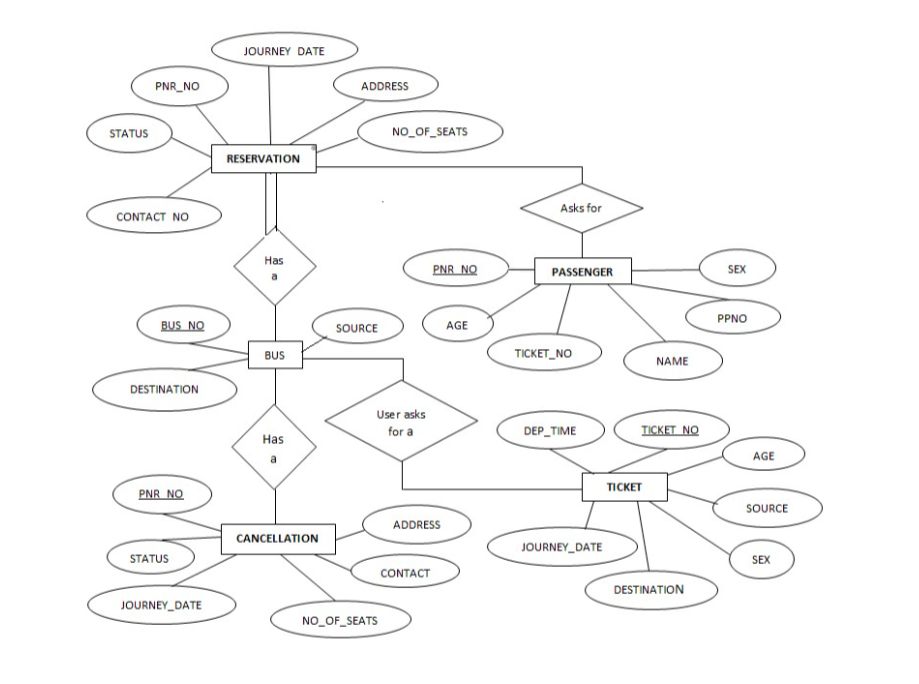 JOURNEY DATE
PNR_NO
ADDRESS
STATUS
NO_OF_SEATS
RESERVATION
CONTACT NO
Asks for
Has
a
PNR NO
PASSENGER
SEX
PPNO
AGE
TICKET_NO
NAME
BUS NO
SOURCE
BUS
DESTINATION
User asks
for a
Has
a
DEP_TIME
TICKET NO
AGE
TICKET
SOURCE
JOURNEY_DATE
SEX
DESTINATION
PNR NO
ADDRESS
CANCELLATION
STATUS
CONTACT
JOURNEY_DATE
NO_OF_SEATS